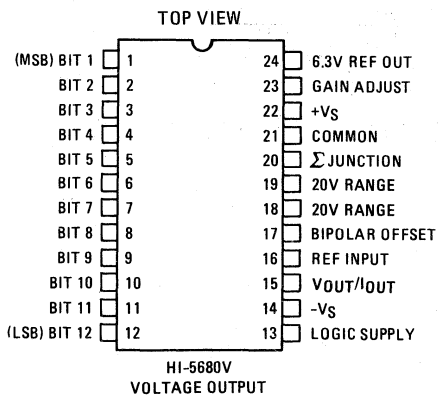 TOP VIEW
(MSB) BIT 1 1 24 6.3V REF OUT
BIT 2 2 23 GAIN ADJUST
BIT 3 3 22 +VS
BIT 4 4 21 COMMON
BIT 5 5 20 Σ JUNCTION
BIT 6 6 19 20V RANGE
BIT 7 7 18 20V RANGE
BIT 8 8 17 BIPOLAR OFFSET
BIT 9 9 16 REF INPUT
BIT 10 10 15 VOUT/IOUT
BIT 11 11 14 -VS
(LSB) BIT 12 12 13 LOGIC SUPPLY
HI-5680V
VOLTAGE OUTPUT